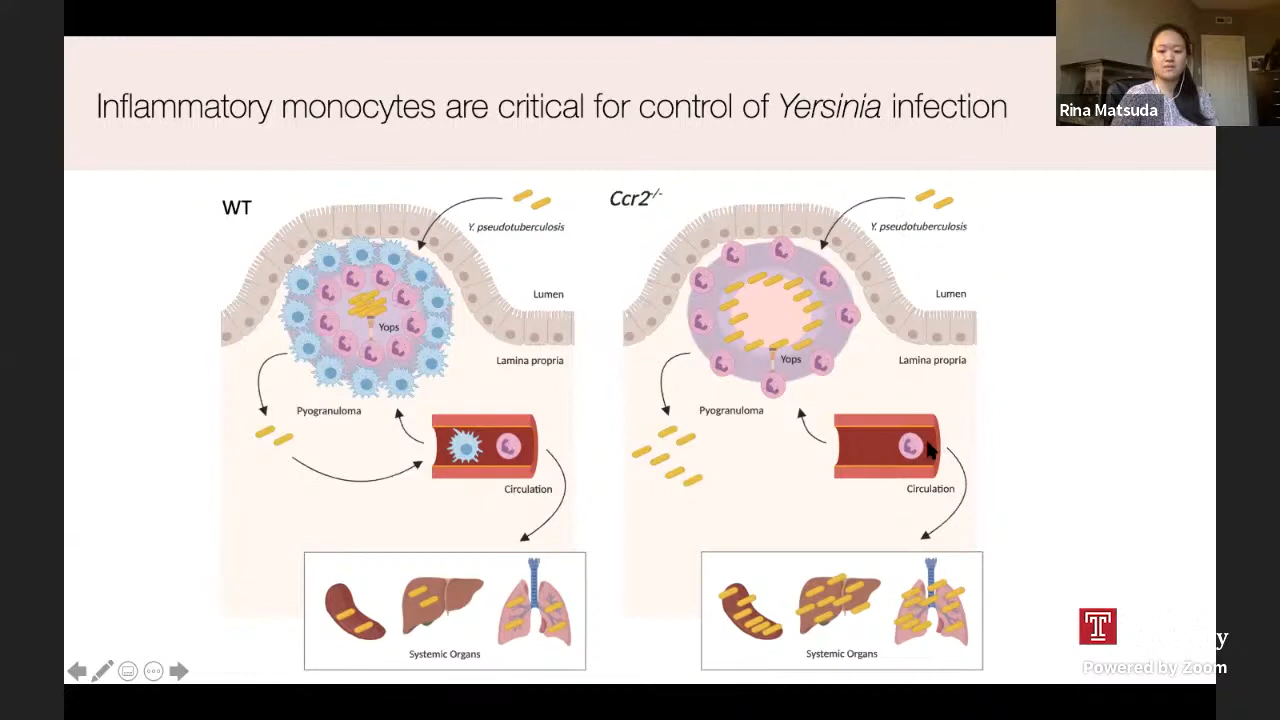 Inflammatory monocytes are critical for control of Yersinia infection
Rina Matsuda
WT
Y. pseudotuberculosis
Lumen
Yops
Lamina propria
Pyogranuloma
Circulation
Systemic Organs
Ccr2-/-
Y. pseudotuberculosis
Lumen
Yops
Lamina propria
Pyogranuloma
Circulation
Systemic Organs
T
Powered by Zoom